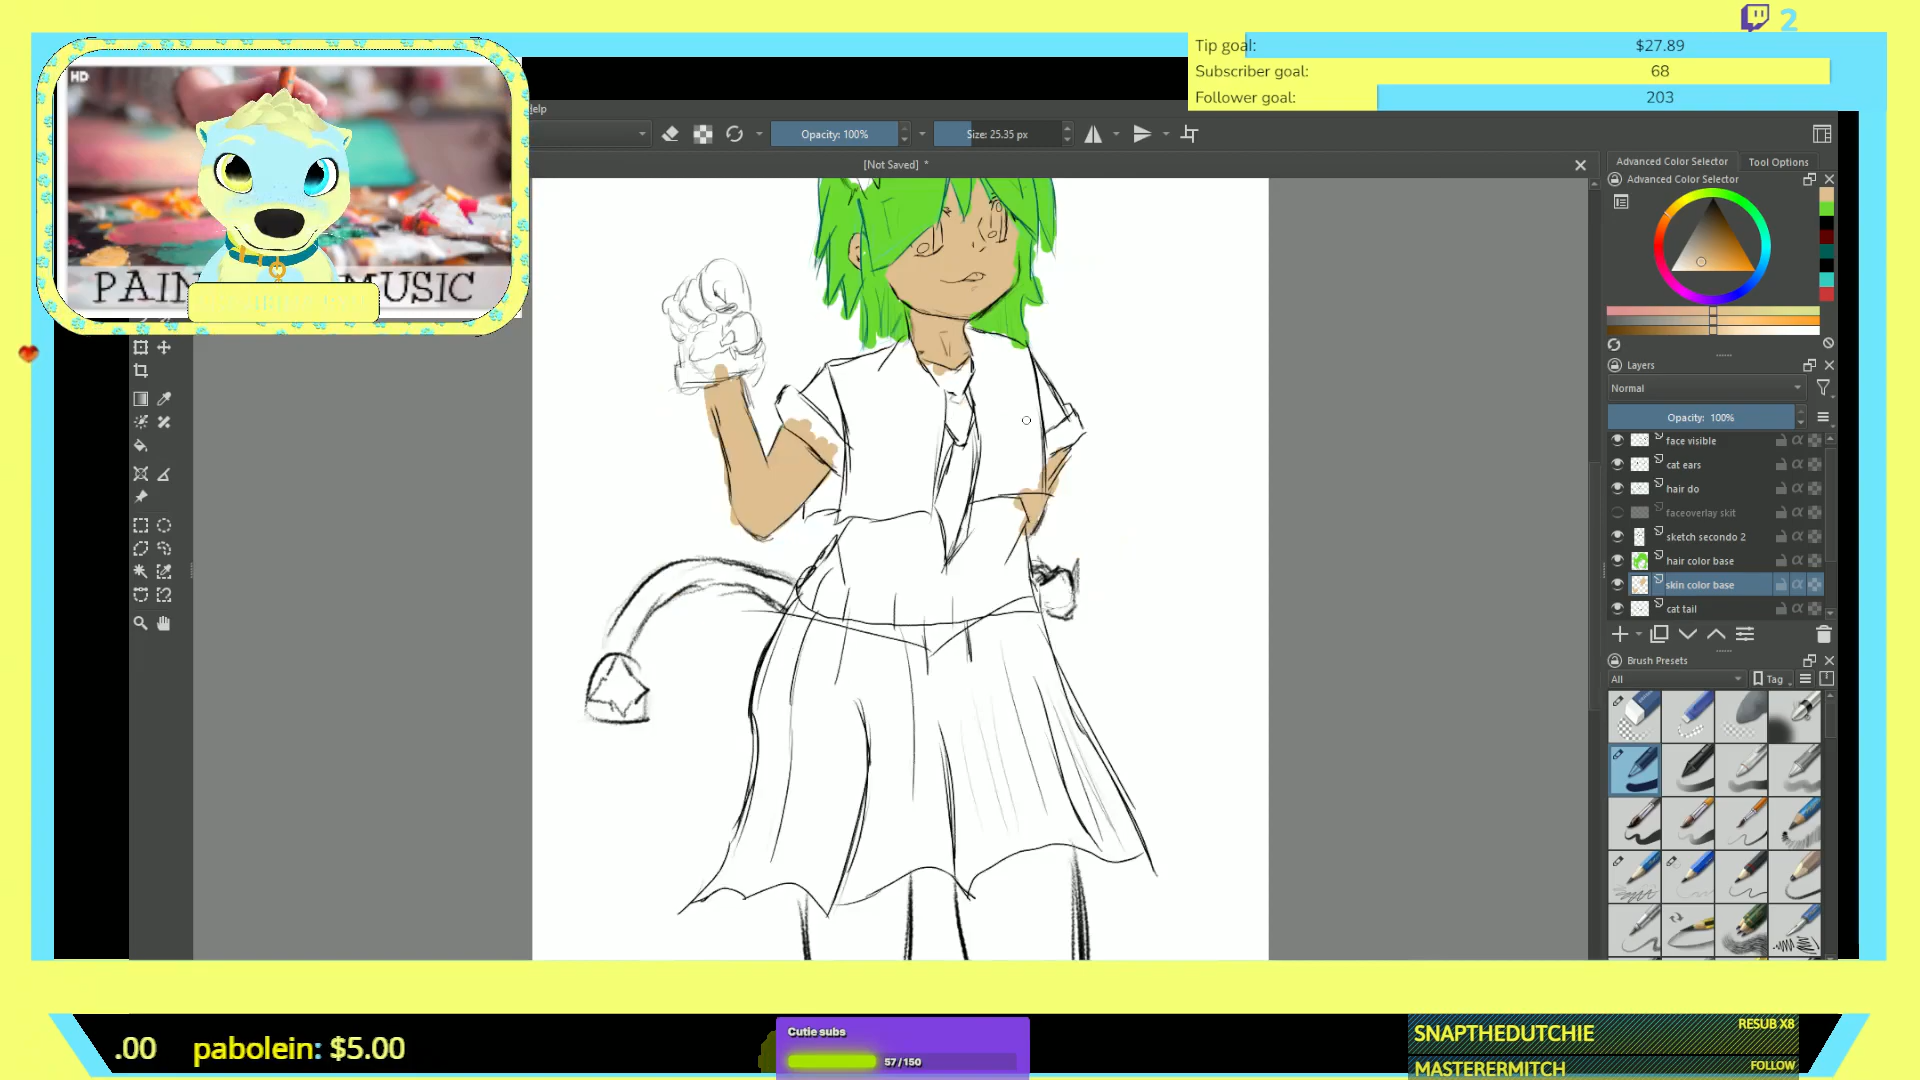 2
Tip goal: $27.89
Subscriber goal: 68
Follower goal: 203
HD
PAIN
MUSIC
elp
Opacity: 100%
Size: 25.35 px
[Not Saved] *
Advanced Color Selector
Tool Options
Advanced Color Selector
Layers
Normal
Opacity: 100%
face visible
cat ears
hair do
faceoverlay skit
sketch secondo 2
hair color base
skin color base
cat tail
Brush Presets
All
Tag
.00 pabolein: $5.00
Cutie subs
57/150
SNAPTHEDUTCHIE RESUB X8
MASTERERMITCH FOLLOW